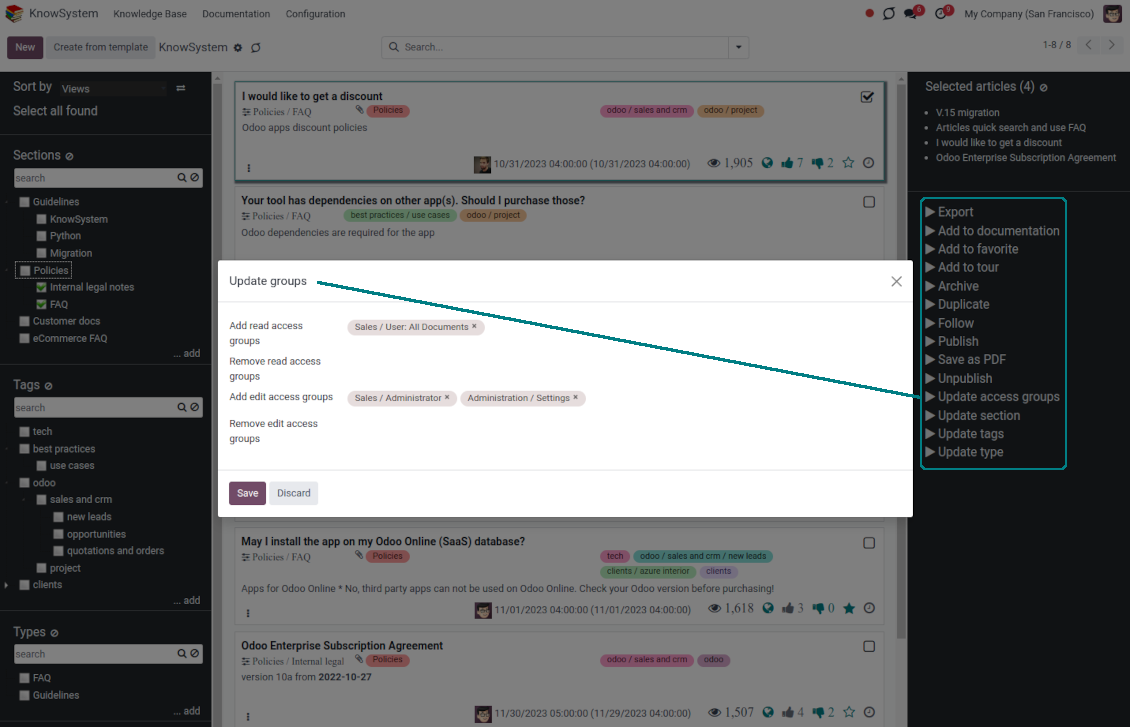 KnowSystem Knowledge Base Documentation Configuration 6 9 My Company (San Francisco)
New Create from template KnowSystem Search... 1-8 / 8
Sort by Views
Select all found
Sections
search
Guidelines
KnowSystem
Python
Migration
Policies
Internal legal notes
FAQ
Customer docs
eCommerce FAQ
... add
Tags
search
tech
best practices
use cases
odoo
sales and crm
new leads
opportunities
quotations and orders
project
clients
... add
Types
search
FAQ
Guidelines
... add
I would like to get a discount
Policies / FAQ Policies odoo / sales and crm odoo / project
Odoo apps discount policies
10/31/2023 04:00:00 (10/31/2023 04:00:00) 1,905 7 2
Your tool has dependencies on other app(s). Should I purchase those?
Policies / FAQ best practices / use cases odoo / project
Odoo dependencies are required for the app
Update groups
Add read access
groups
Sales / User: All Documents ×
Remove read access
groups
Add edit access groups Sales / Administrator × Administration / Settings ×
Remove edit access
groups
Save Discard
May I install the app on my Odoo Online (SaaS) database?
Policies / FAQ Policies tech odoo / sales and crm / new leads
clients / azure interior clients
Apps for Odoo Online * No, third party apps can not be used on Odoo Online. Check your Odoo version before purchasing!
11/01/2023 04:00:00 (11/01/2023 04:00:00) 1,618 3 0
Odoo Enterprise Subscription Agreement
Policies / Internal legal Policies odoo / sales and crm odoo
version 10a from 2022-10-27
11/30/2023 05:00:00 (11/29/2023 04:00:00) 1,507 4 2
Selected articles (4)
V.15 migration
Articles quick search and use FAQ
I would like to get a discount
Odoo Enterprise Subscription Agreement
Export
Add to documentation
Add to favorite
Add to tour
Archive
Duplicate
Follow
Publish
Save as PDF
Unpublish
Update access groups
Update section
Update tags
Update type